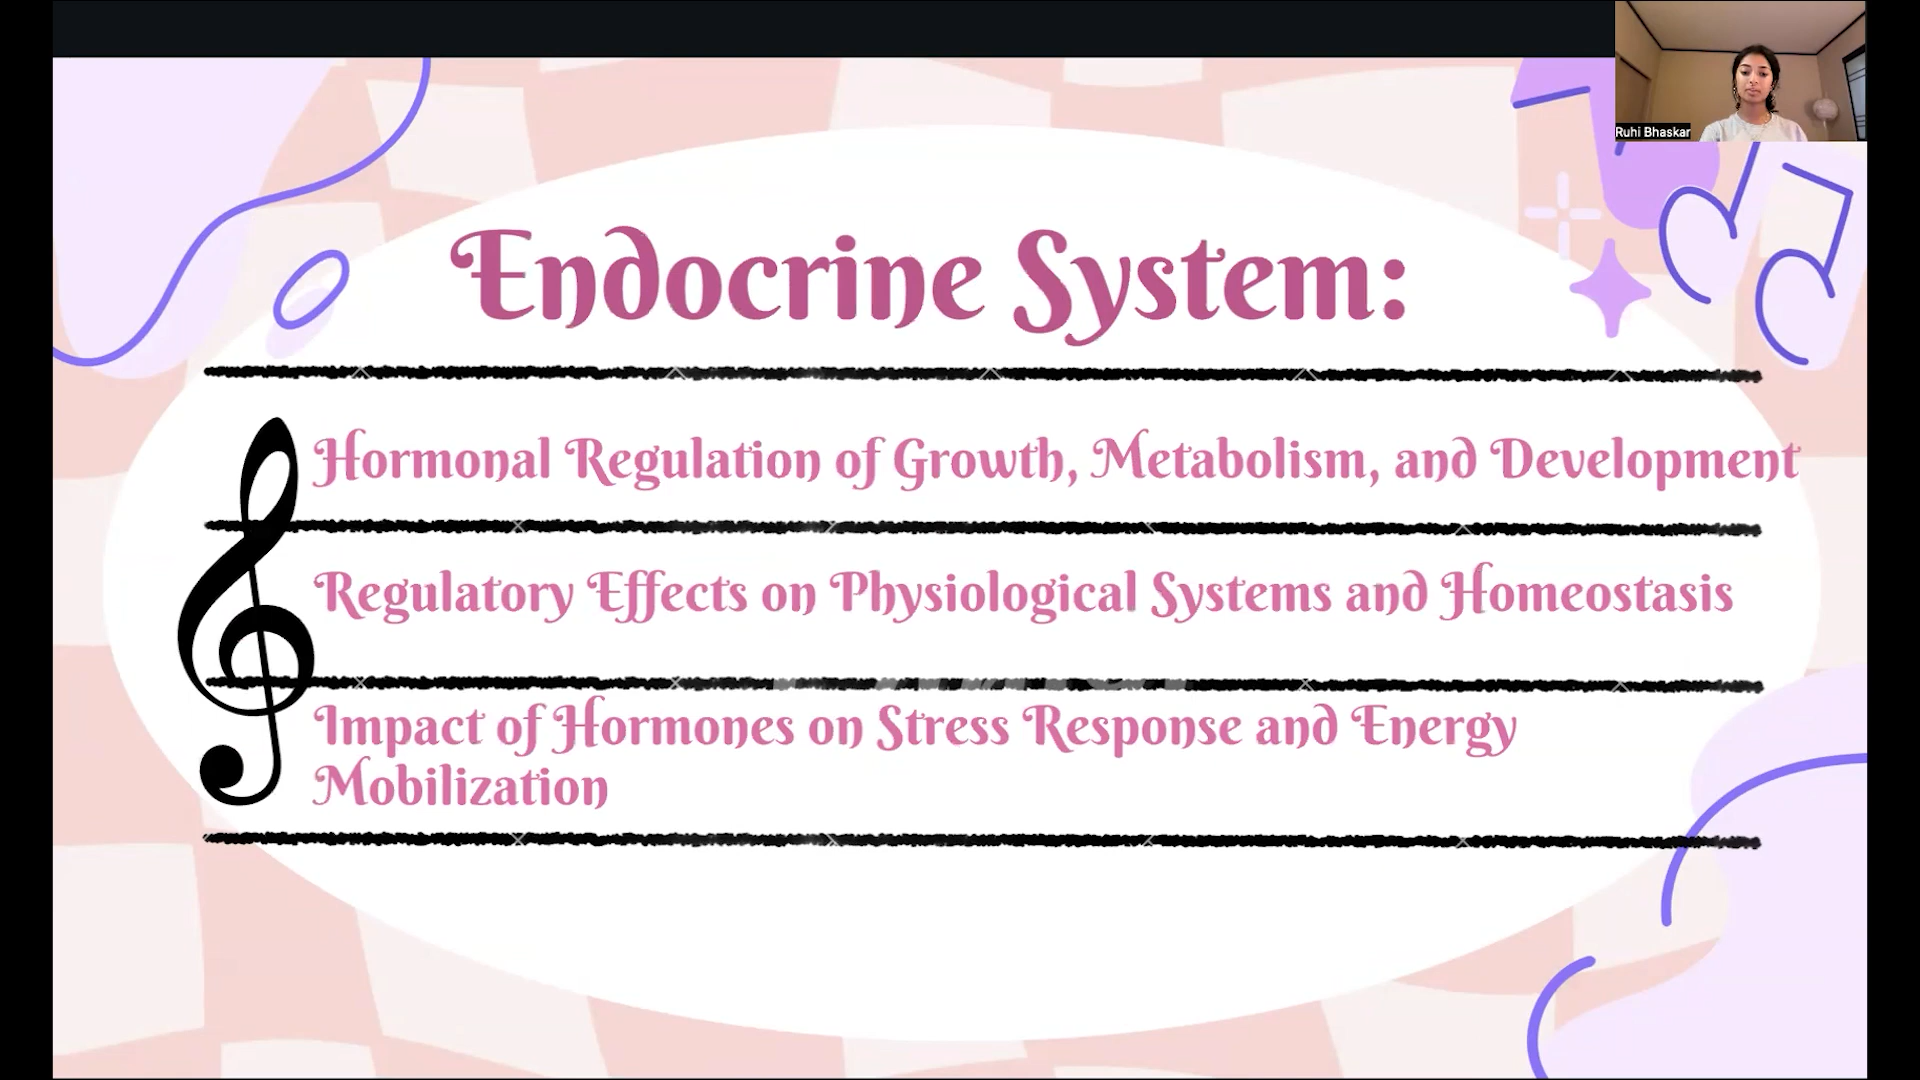 Ruhi Bhaskar
Endocrine System:
Hormonal Regulation of Growth, Metabolism, and Development
Regulatory Effects on Physiological Systems and Homeostasis
Impact of Hormones on Stress Response and Energy
Mobilization